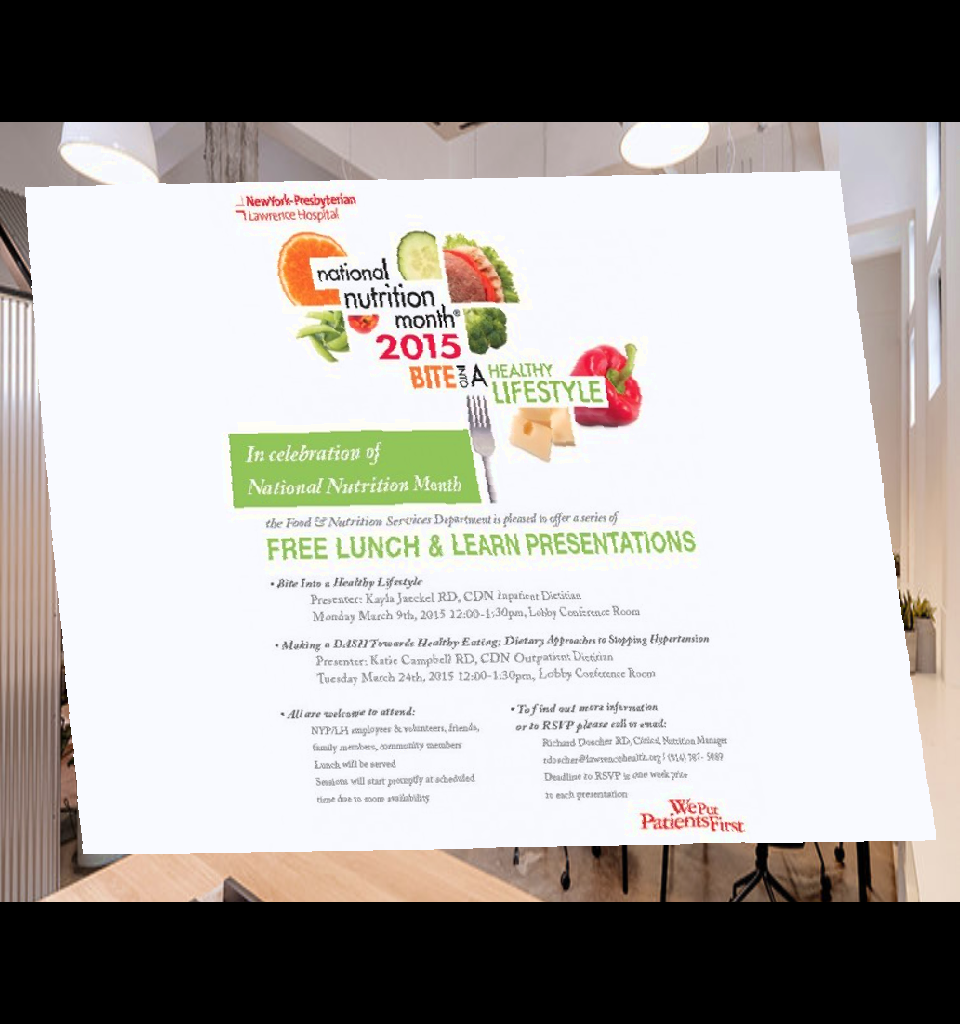 NewYork-Presbyterian
Lawrence Hospital
national
nutrition
month®
2015
BITE INTO A HEALTHY
LIFESTYLE
In celebration of
National Nutrition Month
the Food & Nutrition Services Department is pleased to offer a series of
FREE LUNCH & LEARN PRESENTATIONS
• Bite Into a Healthy Lifestyle
Presenter: Kayla Jaeckel RD, CDN Inpatient Dietitian
Monday March 9th, 2015 12:00-1:30pm, Lobby Conference Room
• Making a DASH Towards Healthy Eating: Dietary Approaches to Stopping Hypertension
Presenter: Katie Campbell RD, CDN Outpatient Dietitian
Tuesday March 24th, 2015 12:00-1:30pm, Lobby Conference Room
• All are welcome to attend:
NYP/LH employees & volunteers, friends,
family members, community members
Lunch will be served
Sessions will start promptly at scheduled
time due to room availability
• To find out more information
or to RSVP please call or email:
Richard Doscher RD, Clinical Nutrition Manager
rdoscher@lawrencehealth.org / (914) 787-
Deadline to RSVP is one week prior
to each presentation
We Put
Patients First